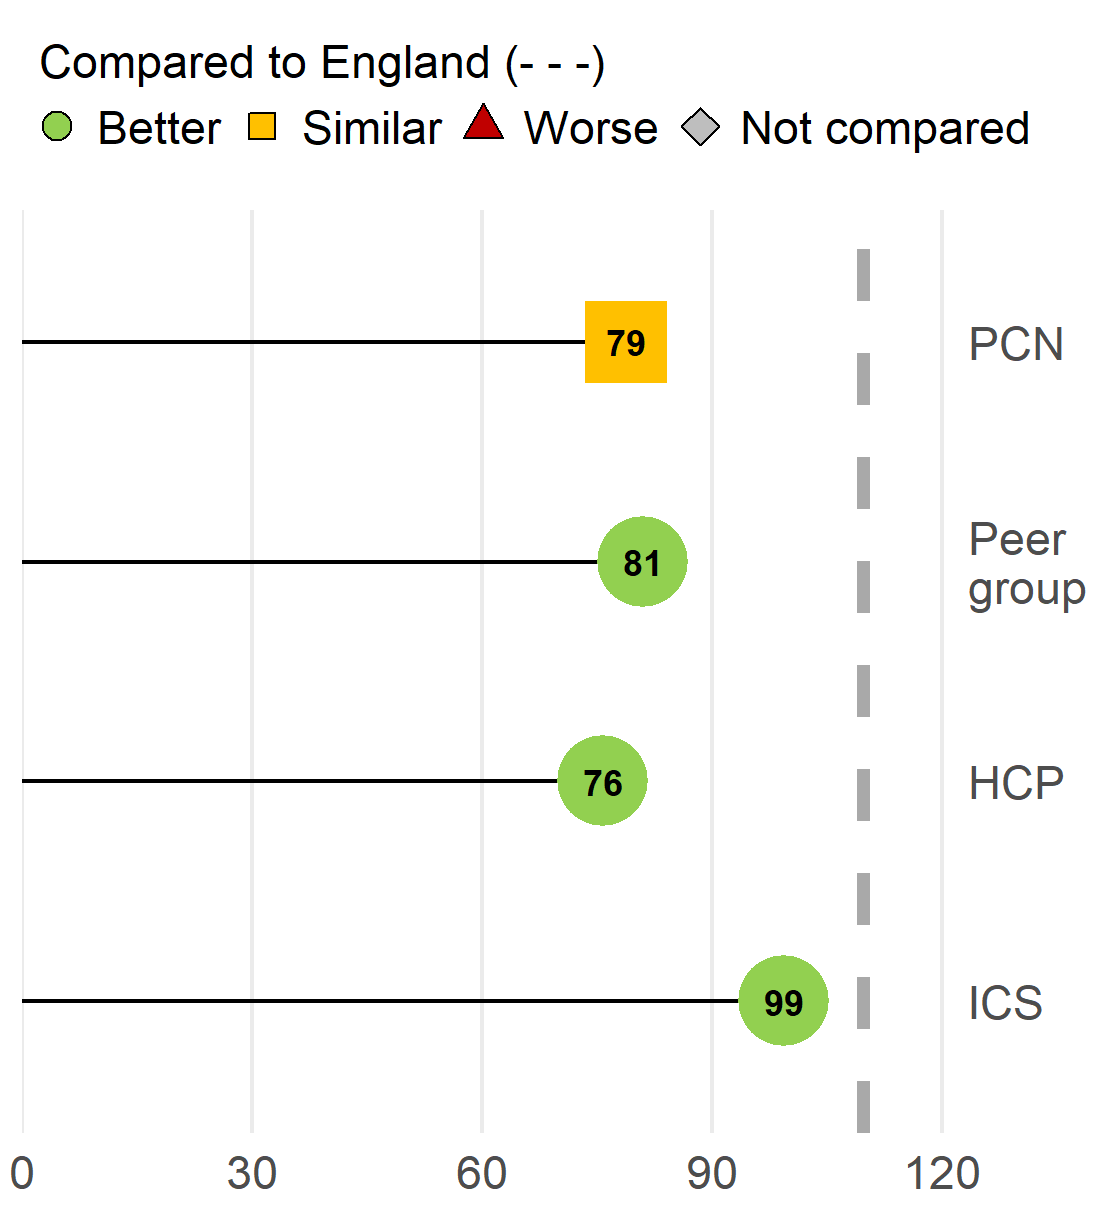 Compared to England (- - -)
Better Similar Worse Not compared
79 PCN
81 Peer
group
76 HCP
99 ICS
0 30 60 90 120